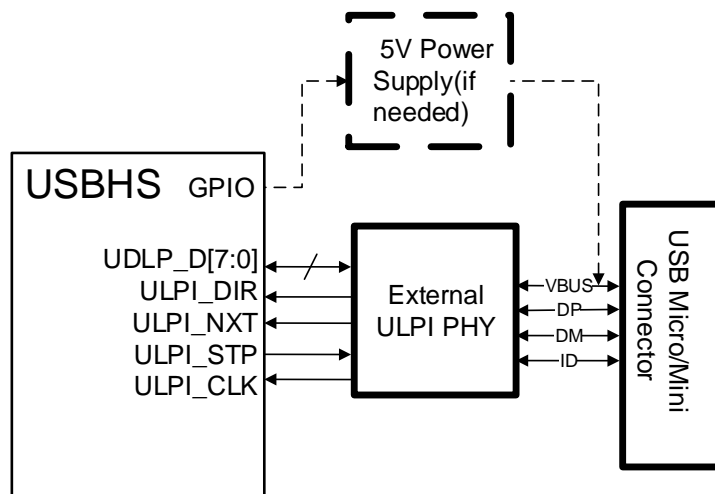 5V Power
Supply(if
needed)
USBHS
GPIO
UDLP_D[7:0]
ULPI_DIR
ULPI_NXT
ULPI_STP
ULPI_CLK
External
ULPI PHY
VBUS
DP
DM
ID
USB Micro/Mini
Connector